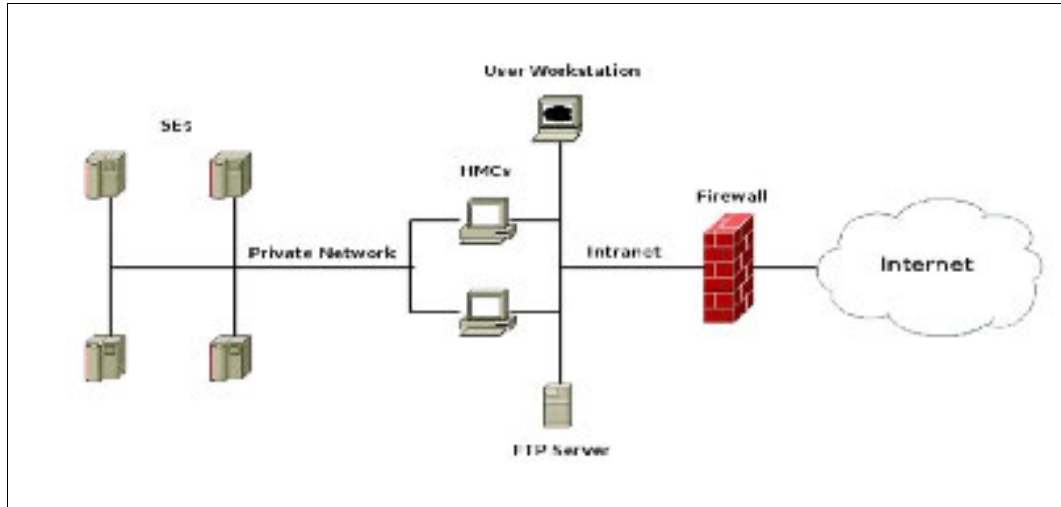 User Workstation
SEs
HMCs
Firewall
Private Network
Intranet
Internet
FTP Server